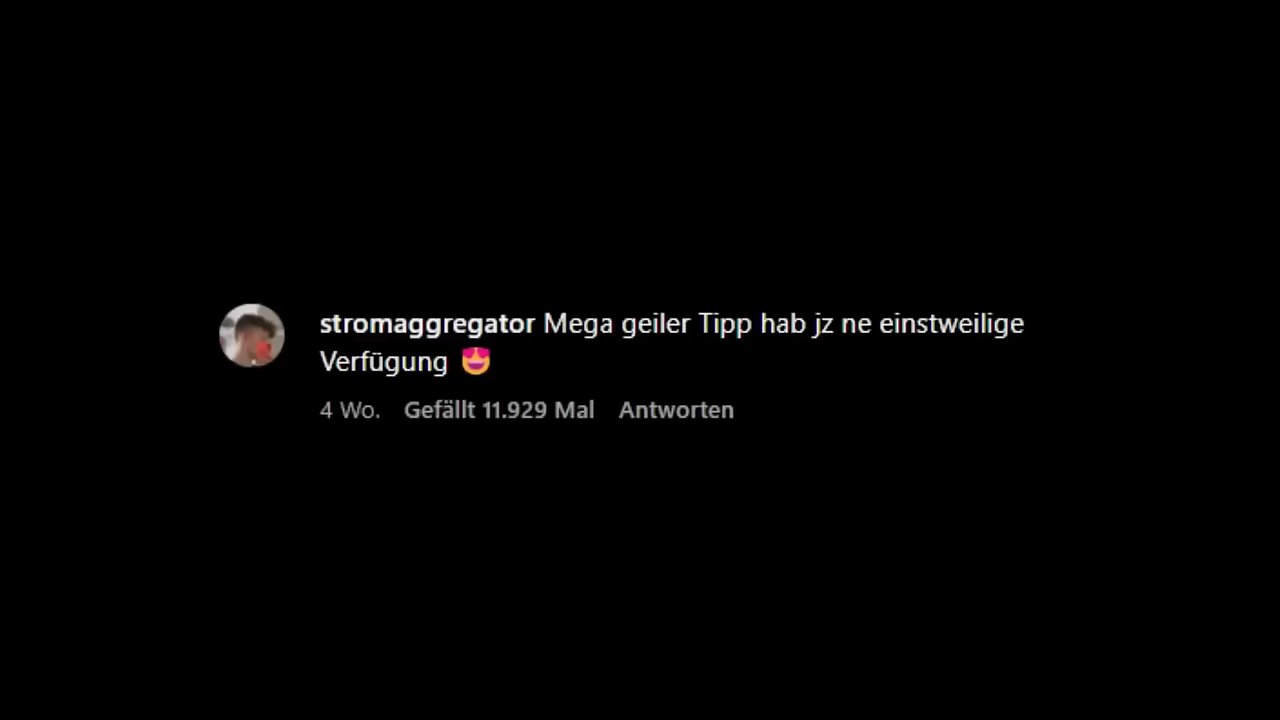 stromaggregator Mega geiler Tipp hab jz ne einstweilige
Verfügung 😍
4 Wo. Gefällt 11.929 Mal Antworten